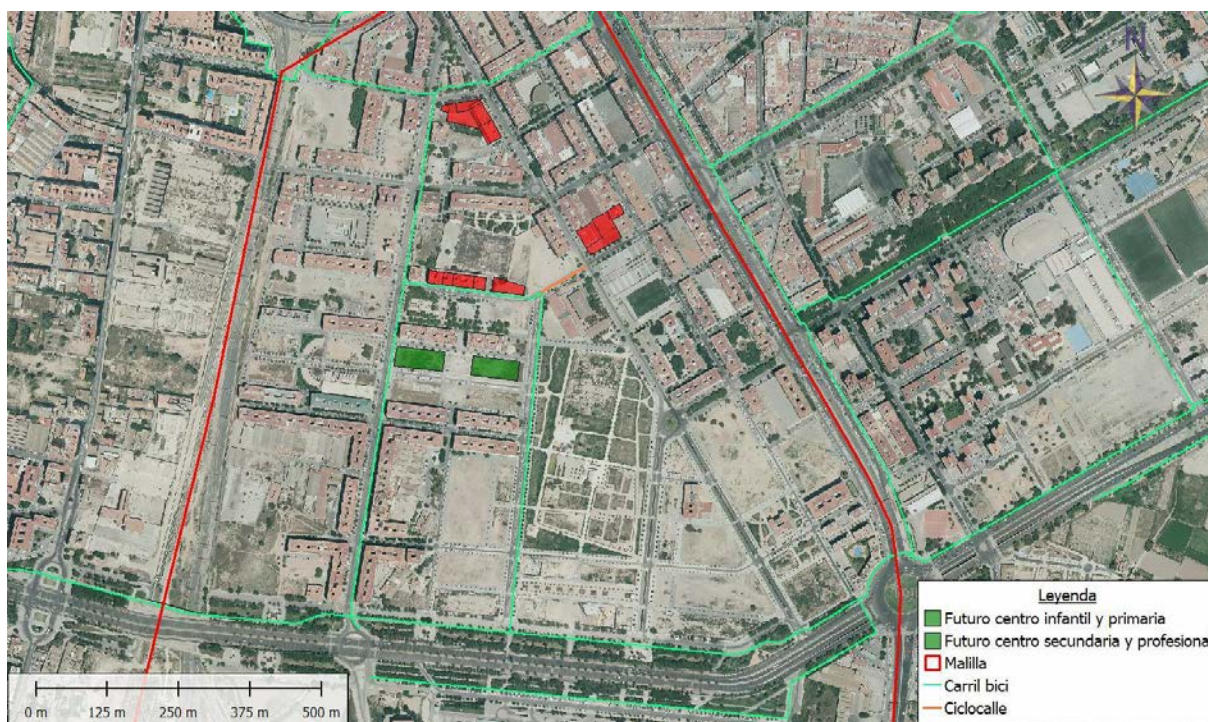 N
Leyenda
Futuro centro infantil y primaria
Futuro centro secundaria y profesiona
Malilla
Carril bici
Ciclocalle
0 m 125 m 250 m 375 m 500 m